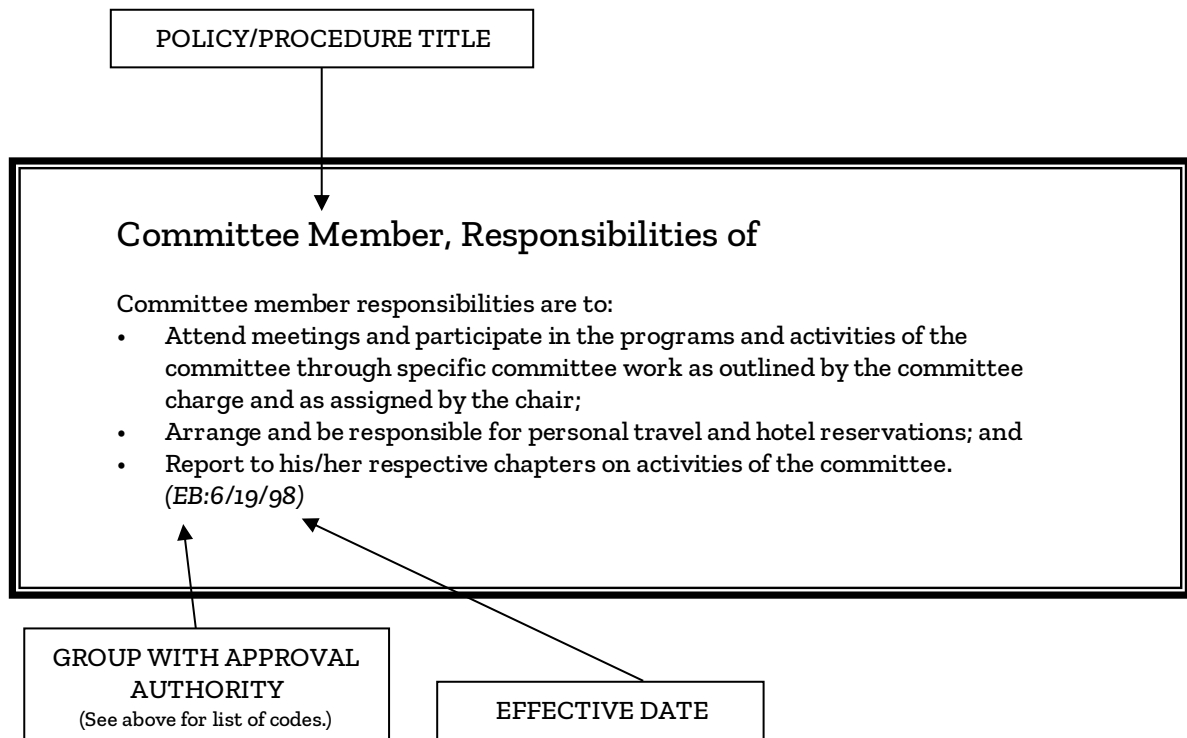 POLICY/PROCEDURE TITLE
Committee Member, Responsibilities of
Committee member responsibilities are to:
• Attend meetings and participate in the programs and activities of the
committee through specific committee work as outlined by the committee
charge and as assigned by the chair;
• Arrange and be responsible for personal travel and hotel reservations; and
• Report to his/her respective chapters on activities of the committee.
(EB:6/19/98)
GROUP WITH APPROVAL
AUTHORITY
(See above for list of codes.)
EFFECTIVE DATE